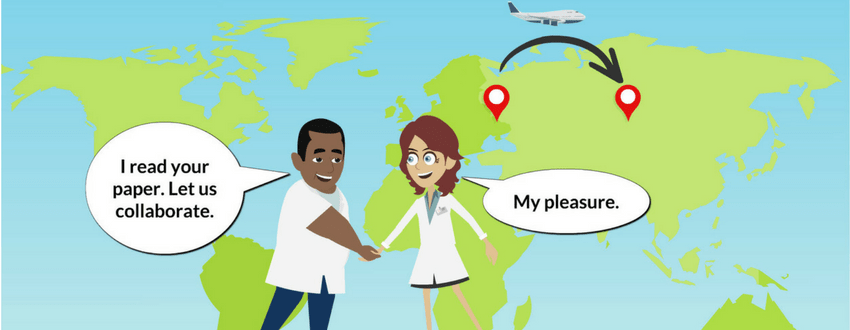 I read your
paper. Let us
collaborate.
My pleasure.